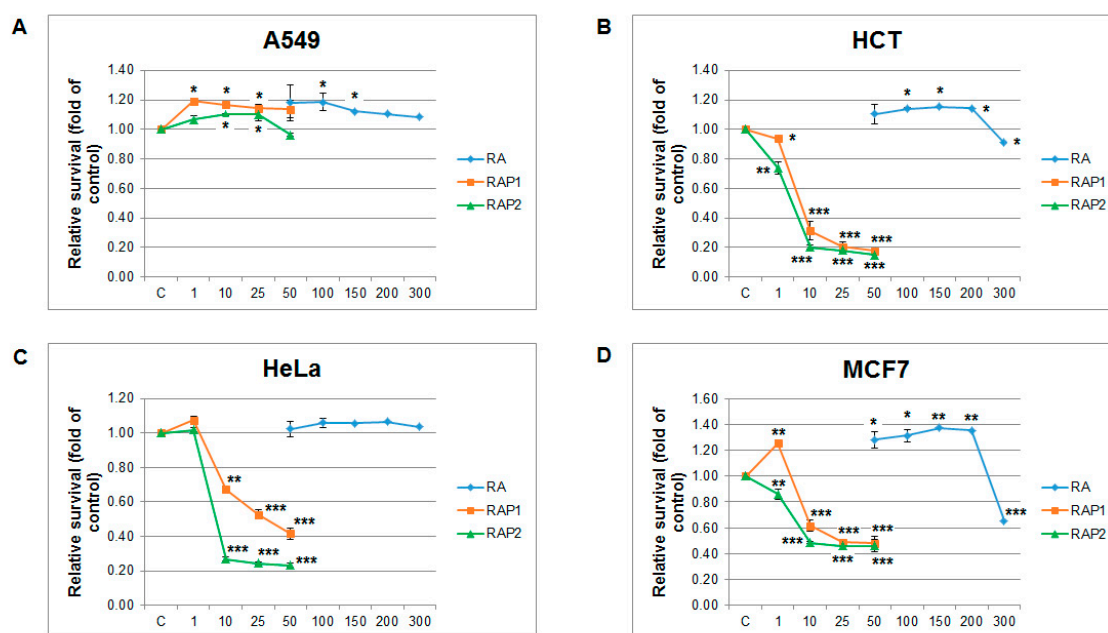 A
A549
Relative survival (fold of
control)
1.40
1.20
1.00
0.80
0.60
0.40
0.20
0.00
* * * * *
* *
C 1 10 25 50 100 150 200 300
RA
RAP1
RAP2
B
HCT
Relative survival (fold of
control)
1.40
1.20
1.00
0.80
0.60
0.40
0.20
0.00
* * *
* *
**
*** *** ***
*** *** ***
C 1 10 25 50 100 150 200 300
RA
RAP1
RAP2
C
HeLa
Relative survival (fold of
control)
1.20
1.00
0.80
0.60
0.40
0.20
0.00
** *** ***
*** *** ***
C 1 10 25 50 100 150 200 300
RA
RAP1
RAP2
D
MCF7
Relative survival (fold of
control)
1.60
1.40
1.20
1.00
0.80
0.60
0.40
0.20
0.00
** * * ** **
**
*** *** *** ***
*** *** ***
C 1 10 25 50 100 150 200 300
RA
RAP1
RAP2